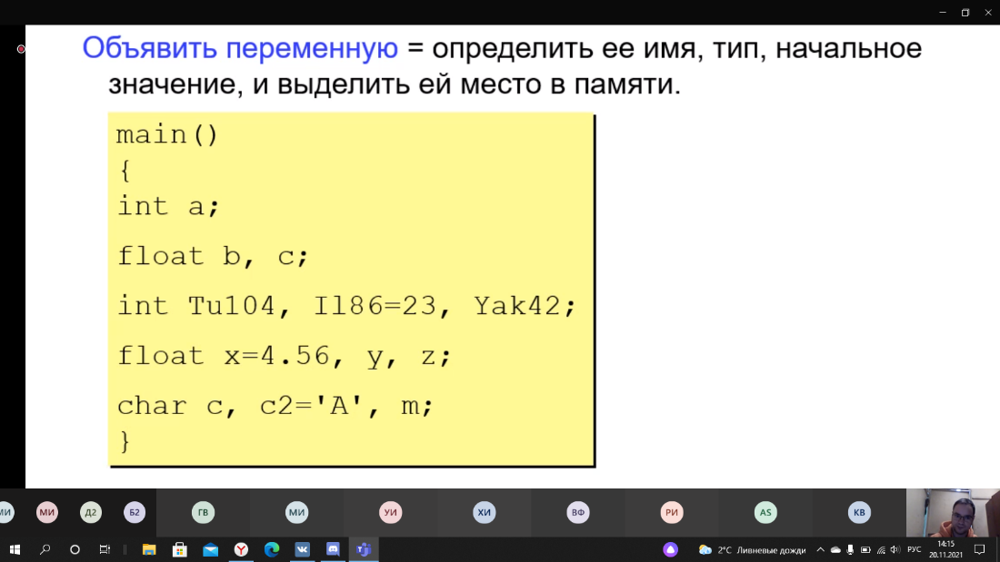 Объявить переменную = определить ее имя, тип, начальное
значение, и выделить ей место в памяти.
main()
{
int a;
float b, c;
int Tu104, Il86=23, Yak42;
float x=4.56, y, z;
char c, c2='A', m;
}
МИ Д2 Б2 ГВ МИ УИ ХИ ВФ РИ AS КВ
2°C Ливневые дожди РУС 14:15
20.11.2021